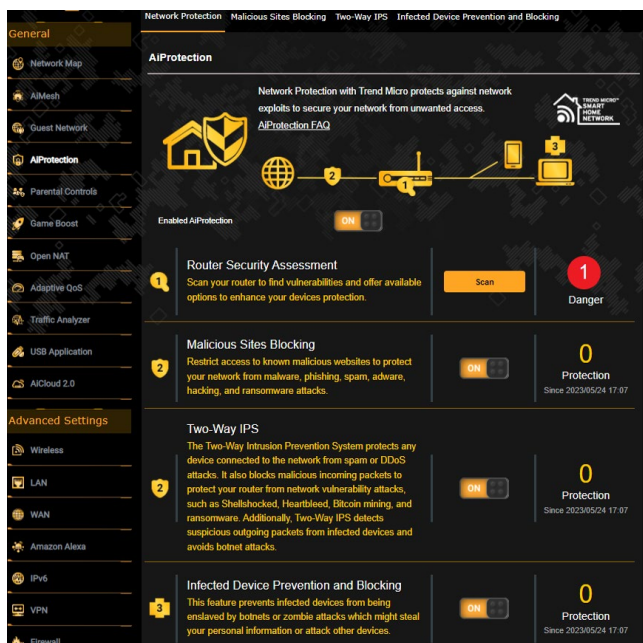 Network Protection Malicious Sites Blocking Two-Way IPS Infected Device Prevention and Blocking
General
Network Map
AiMesh
Guest Network
AiProtection
Parental Controls
Game Boost
Open NAT
Adaptive QoS
Traffic Analyzer
USB Application
AiCloud 2.0
Advanced Settings
Wireless
LAN
WAN
Amazon Alexa
IPv6
VPN
Firewall
AiProtection
Network Protection with Trend Micro protects against network
exploits to secure your network from unwanted access.
AiProtection FAQ
TREND MICRO™
SMART
HOME
NETWORK
3
2
1
Enabled AiProtection
ON
1
Router Security Assessment
Scan your router to find vulnerabilities and offer available
options to enhance your devices protection.
Scan
1
Danger
2
Malicious Sites Blocking
Restrict access to known malicious websites to protect
your network from malware, phishing, spam, adware,
hacking, and ransomware attacks.
ON
0
Protection
Since 2023/05/24 17:07
2
Two-Way IPS
The Two-Way Intrusion Prevention System protects any
device connected to the network from spam or DDoS
attacks. It also blocks malicious incoming packets to
protect your router from network vulnerability attacks,
such as Shellshocked, Heartbleed, Bitcoin mining, and
ransomware. Additionally, Two-Way IPS detects
suspicious outgoing packets from infected devices and
avoids botnet attacks.
ON
0
Protection
Since 2023/05/24 17:07
3
Infected Device Prevention and Blocking
This feature prevents infected devices from being
enslaved by botnets or zombie attacks which might steal
your personal information or attack other devices.
ON
0
Protection
Since 2023/05/24 17:07